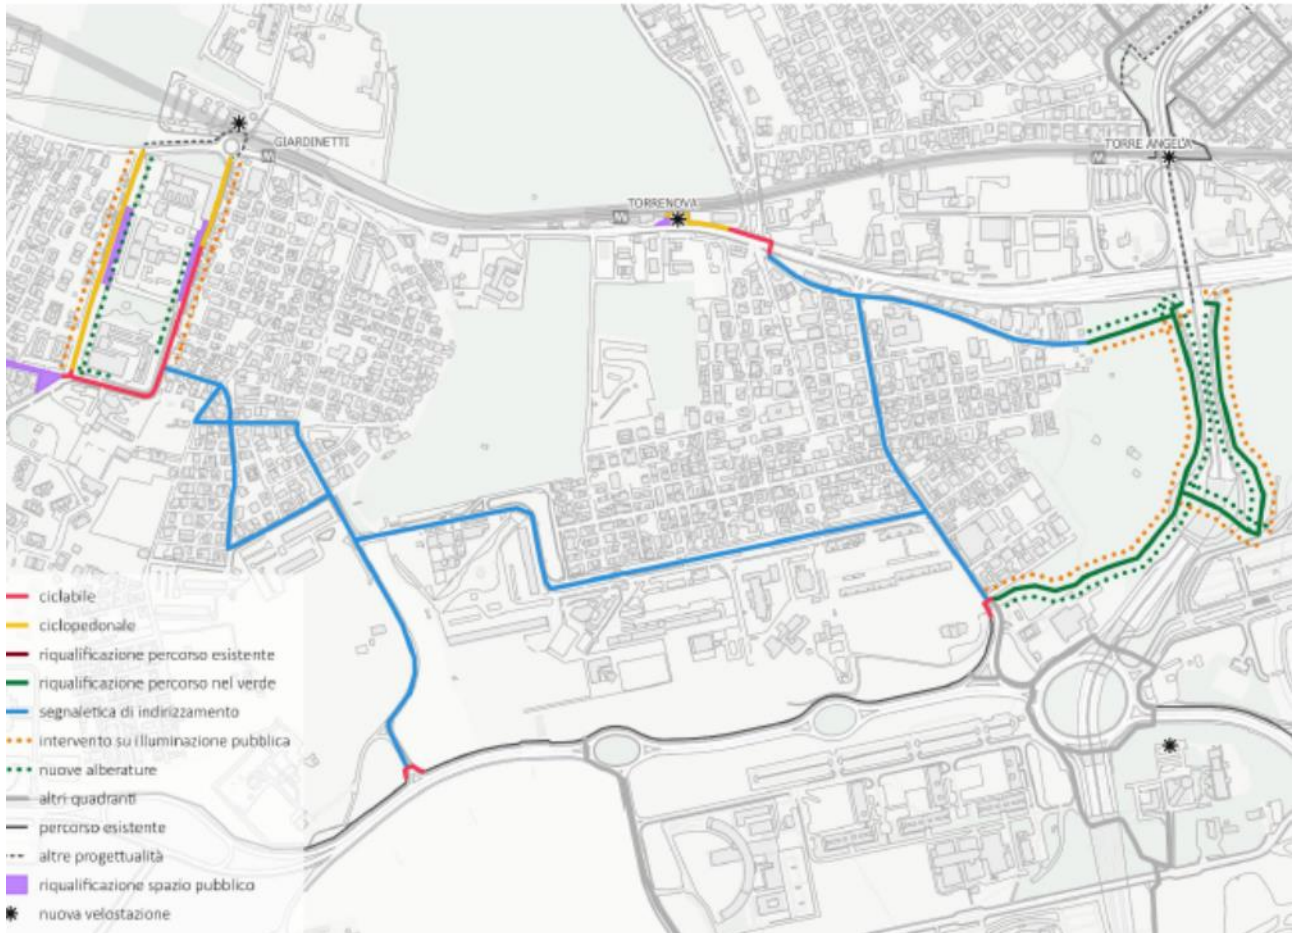 GIARDINETTI
M
TORRE ANGELA
M
TORRENOVA
M
ciclabile
ciclopedonale
riqualificazione percorso esistente
riqualificazione percorso nel verde
segnaletica di indirizzamento
intervento su illuminazione pubblica
nuove alberature
altri quadranti
percorso esistente
altre progettualità
riqualificazione spazio pubblico
nuova velostazione